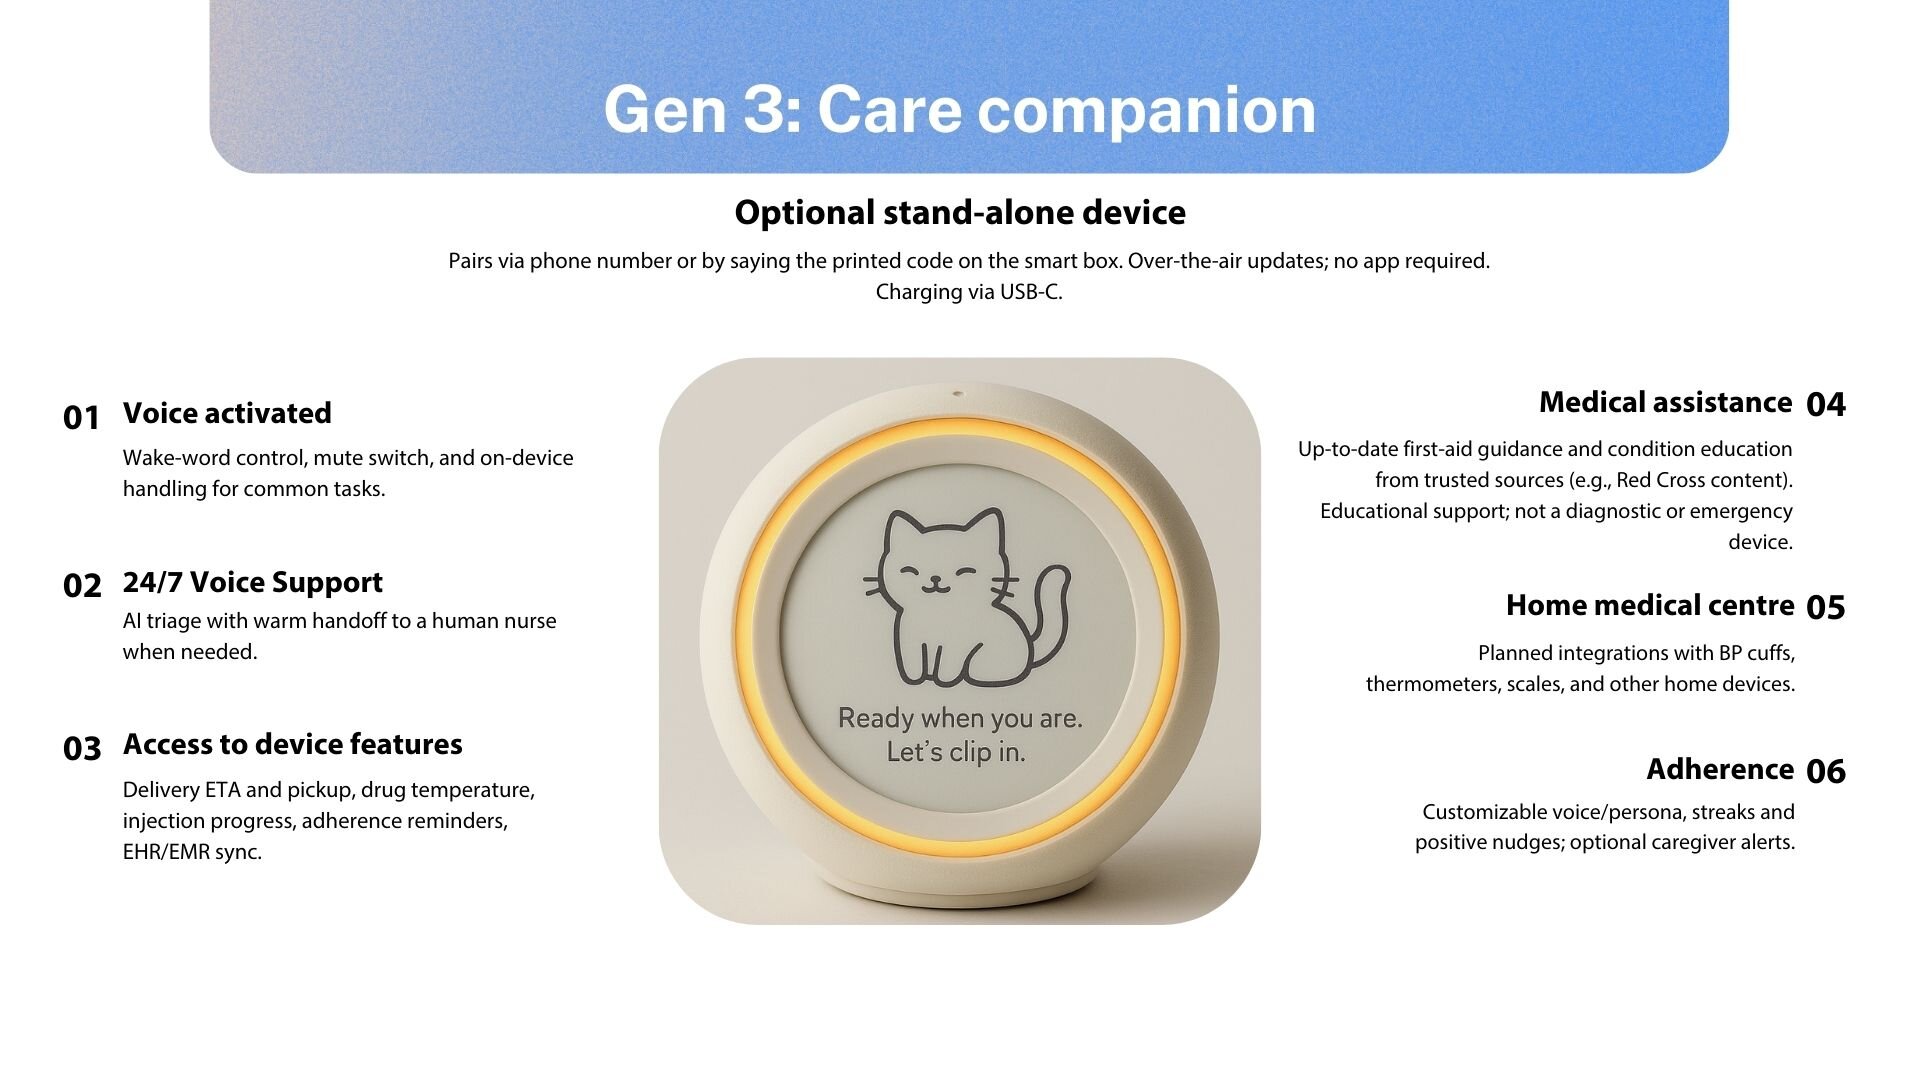 Gen 3: Care companion
Optional stand-alone device
Pairs via phone number or by saying the printed code on the smart box. Over-the-air updates; no app required.
Charging via USB-C.
01 Voice activated
Wake-word control, mute switch, and on-device
handling for common tasks.
02 24/7 Voice Support
AI triage with warm handoff to a human nurse
when needed.
03 Access to device features
Delivery ETA and pickup, drug temperature,
injection progress, adherence reminders,
EHR/EMR sync.
Ready when you are.
Let's clip in.
Medical assistance 04
Up-to-date first-aid guidance and condition education
from trusted sources (e.g., Red Cross content).
Educational support; not a diagnostic or emergency
device.
Home medical centre 05
Planned integrations with BP cuffs,
thermometers, scales, and other home devices.
Adherence 06
Customizable voice/persona, streaks and
positive nudges; optional caregiver alerts.